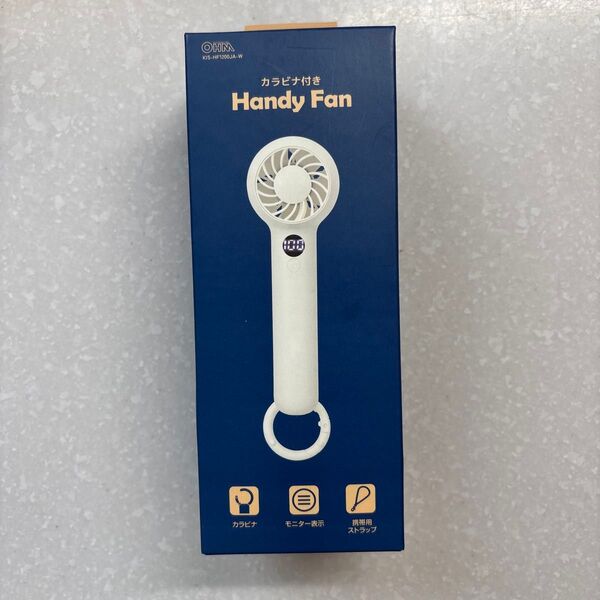 OHM
KIS-HF1200JA-W
カラビナ付き
Handy Fan
100
カラビナ
モニター表示
携帯用
ストラップ